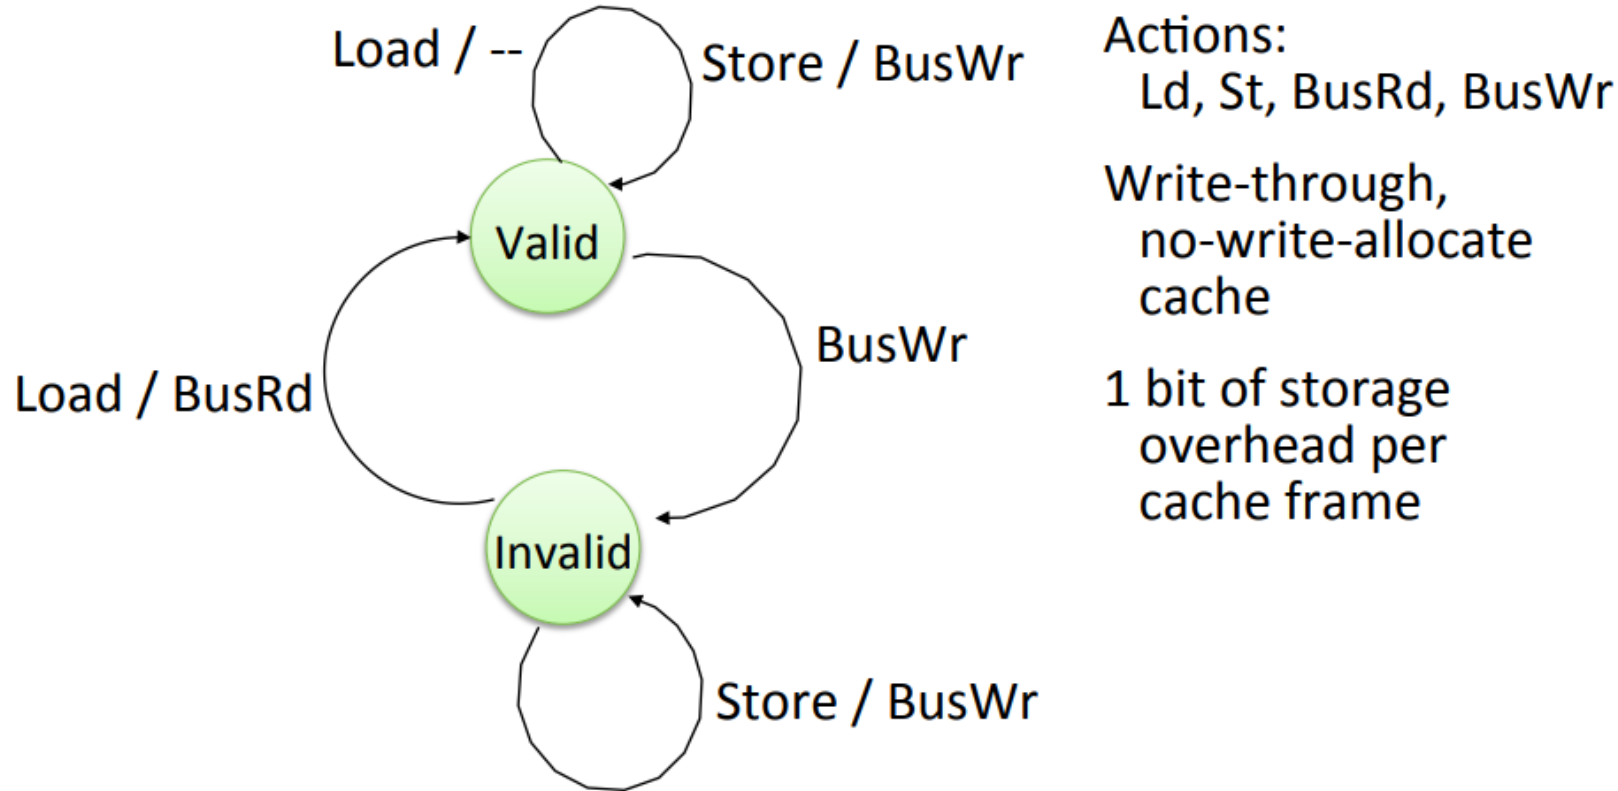 Load / --
Store / BusWr
Valid
BusWr
Load / BusRd
Invalid
Store / BusWr
Actions:
Ld, St, BusRd, BusWr
Write-through,
no-write-allocate
cache
1 bit of storage
overhead per
cache frame